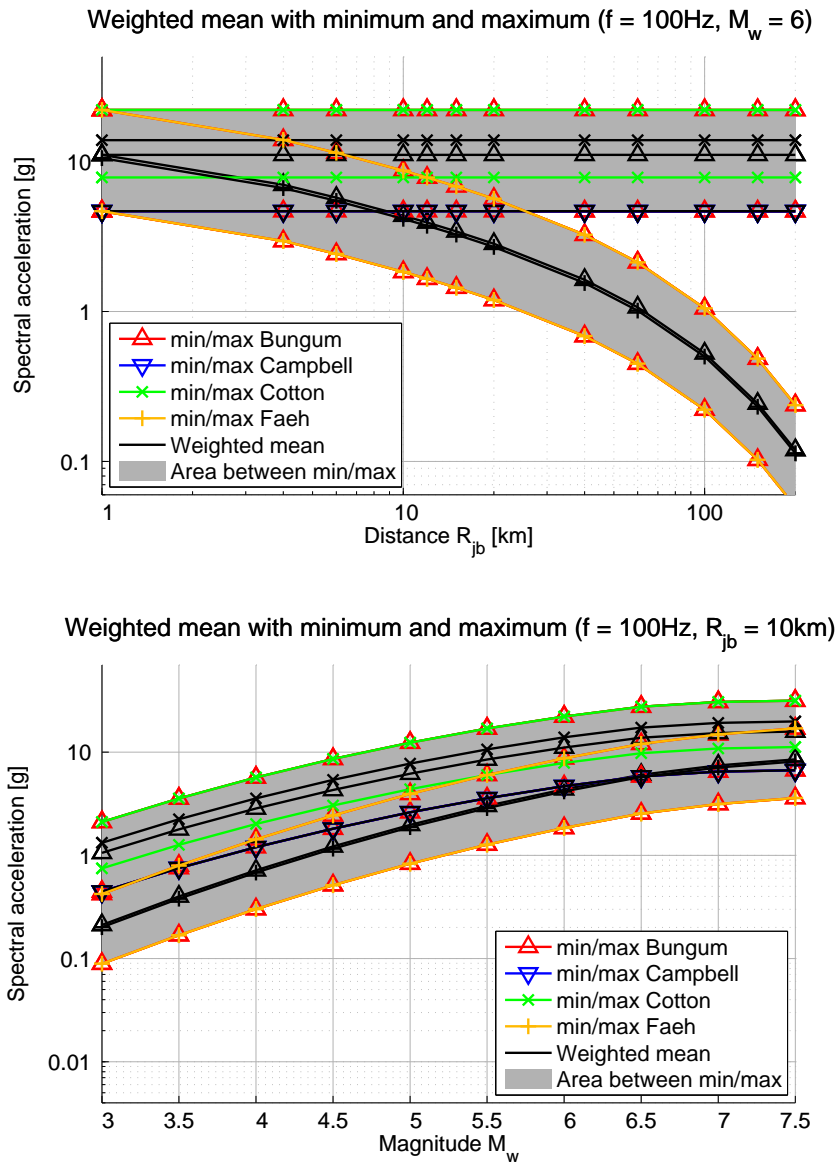 Weighted mean with minimum and maximum (f = 100Hz, M_w = 6)
Spectral acceleration [g]
10
1
0.1
min/max Bungum
min/max Campbell
min/max Cotton
min/max Faeh
Weighted mean
Area between min/max
1
10
100
Distance R_jb [km]
Weighted mean with minimum and maximum (f = 100Hz, R_jb = 10km)
Spectral acceleration [g]
10
1
0.1
0.01
min/max Bungum
min/max Campbell
min/max Cotton
min/max Faeh
Weighted mean
Area between min/max
3
3.5
4
4.5
5
5.5
6
6.5
7
7.5
Magnitude M_w